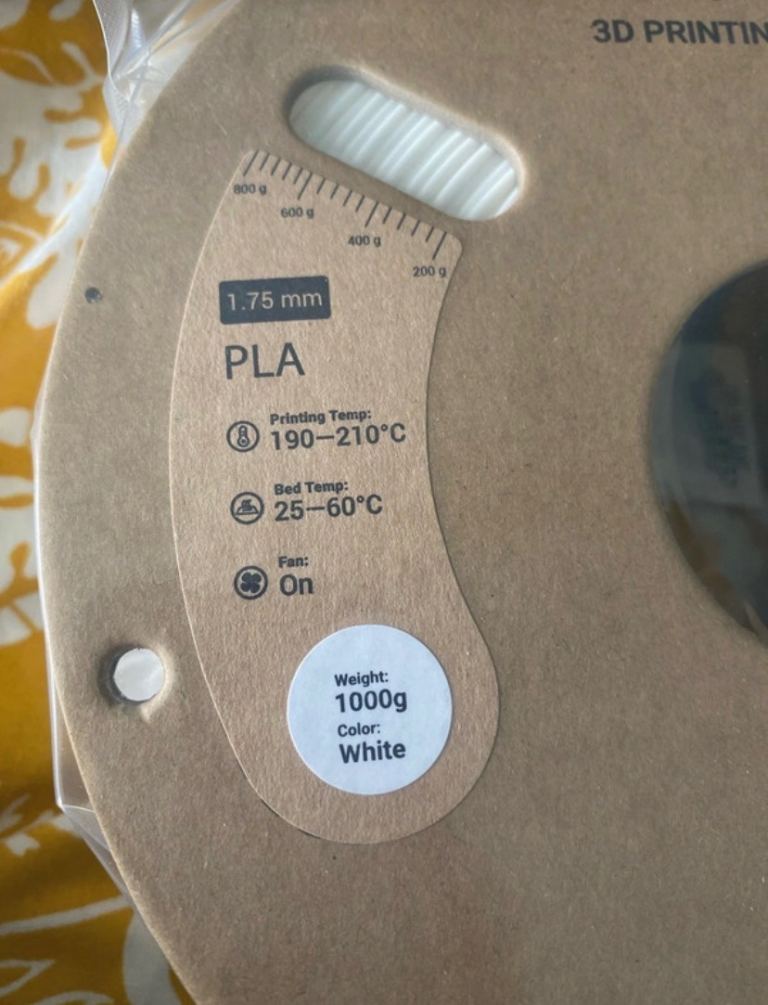 3D PRINTIN
800 g
600 g
400 g
200 g
1.75 mm
PLA
Printing Temp:
190–210°C
Bed Temp:
25–60°C
Fan:
On
Weight:
1000g
Color:
White